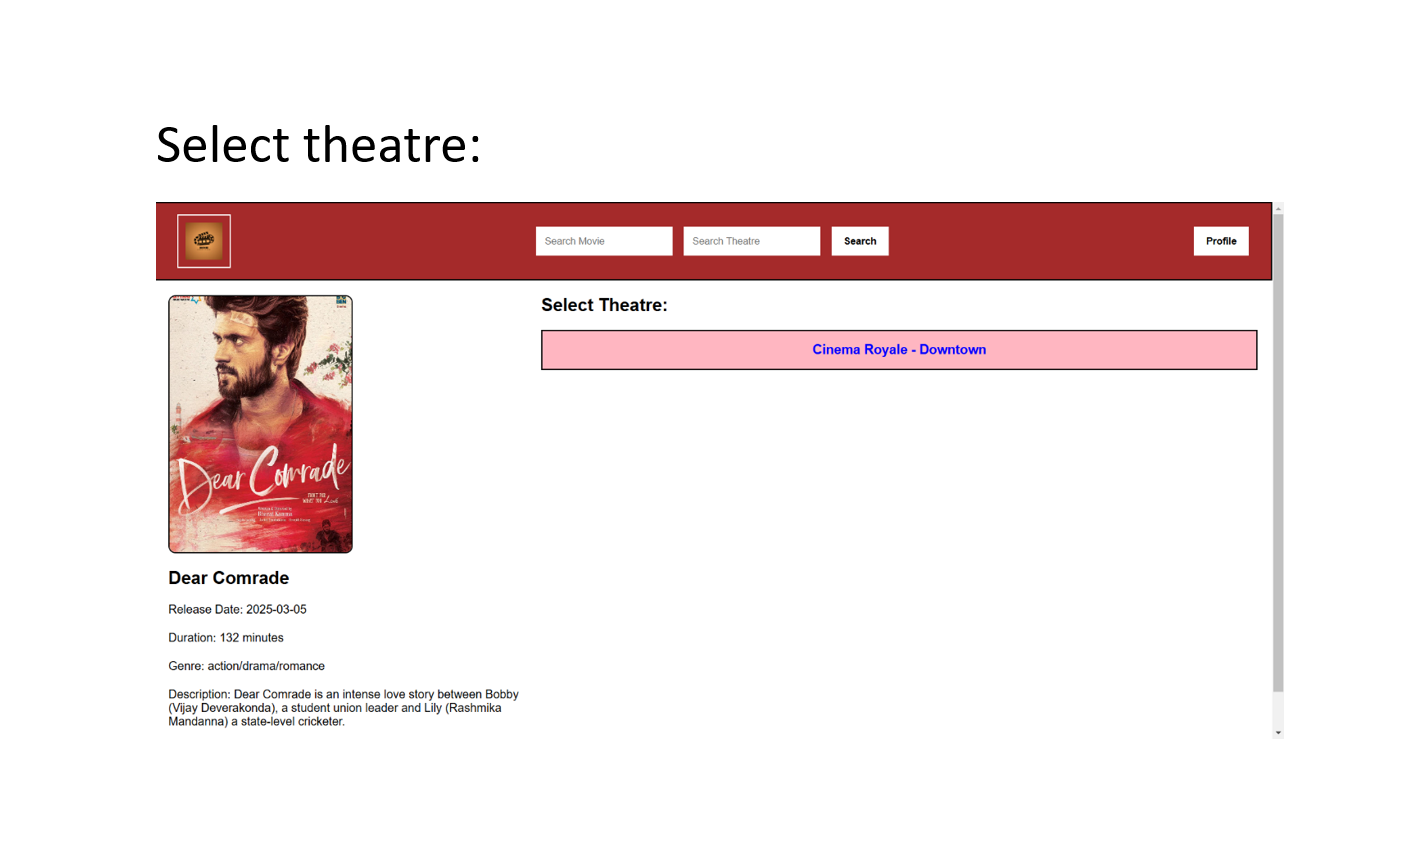 Select theatre:
Search Movie
Search Theatre
Search
Profile
Select Theatre:
Cinema Royale - Downtown
Dear Comrade
Dear Comrade
Release Date: 2025-03-05
Duration: 132 minutes
Genre: action/drama/romance
Description: Dear Comrade is an intense love story between Bobby
(Vijay Deverakonda), a student union leader and Lily (Rashmika
Mandanna) a state-level cricketer.